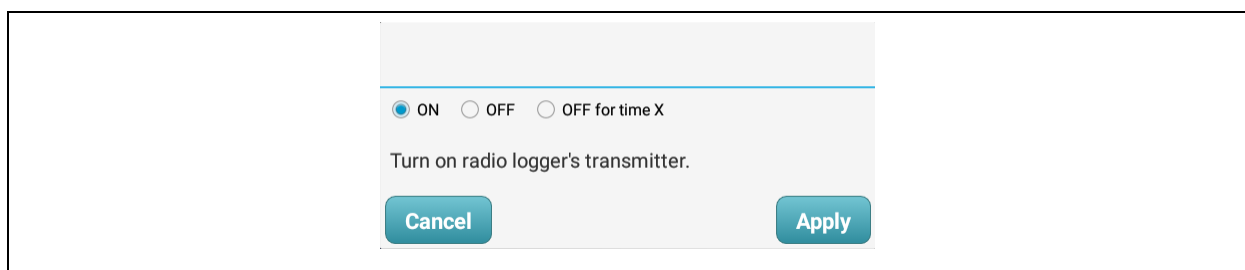 ON OFF OFF for time X
Turn on radio logger's transmitter.
Cancel Apply